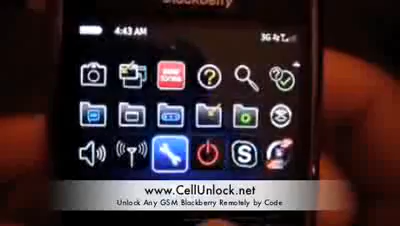 BlackBerry
4:43 AM
3G
www.CellUnlock.net
Unlock Any GSM Blackberry Remotely by Code